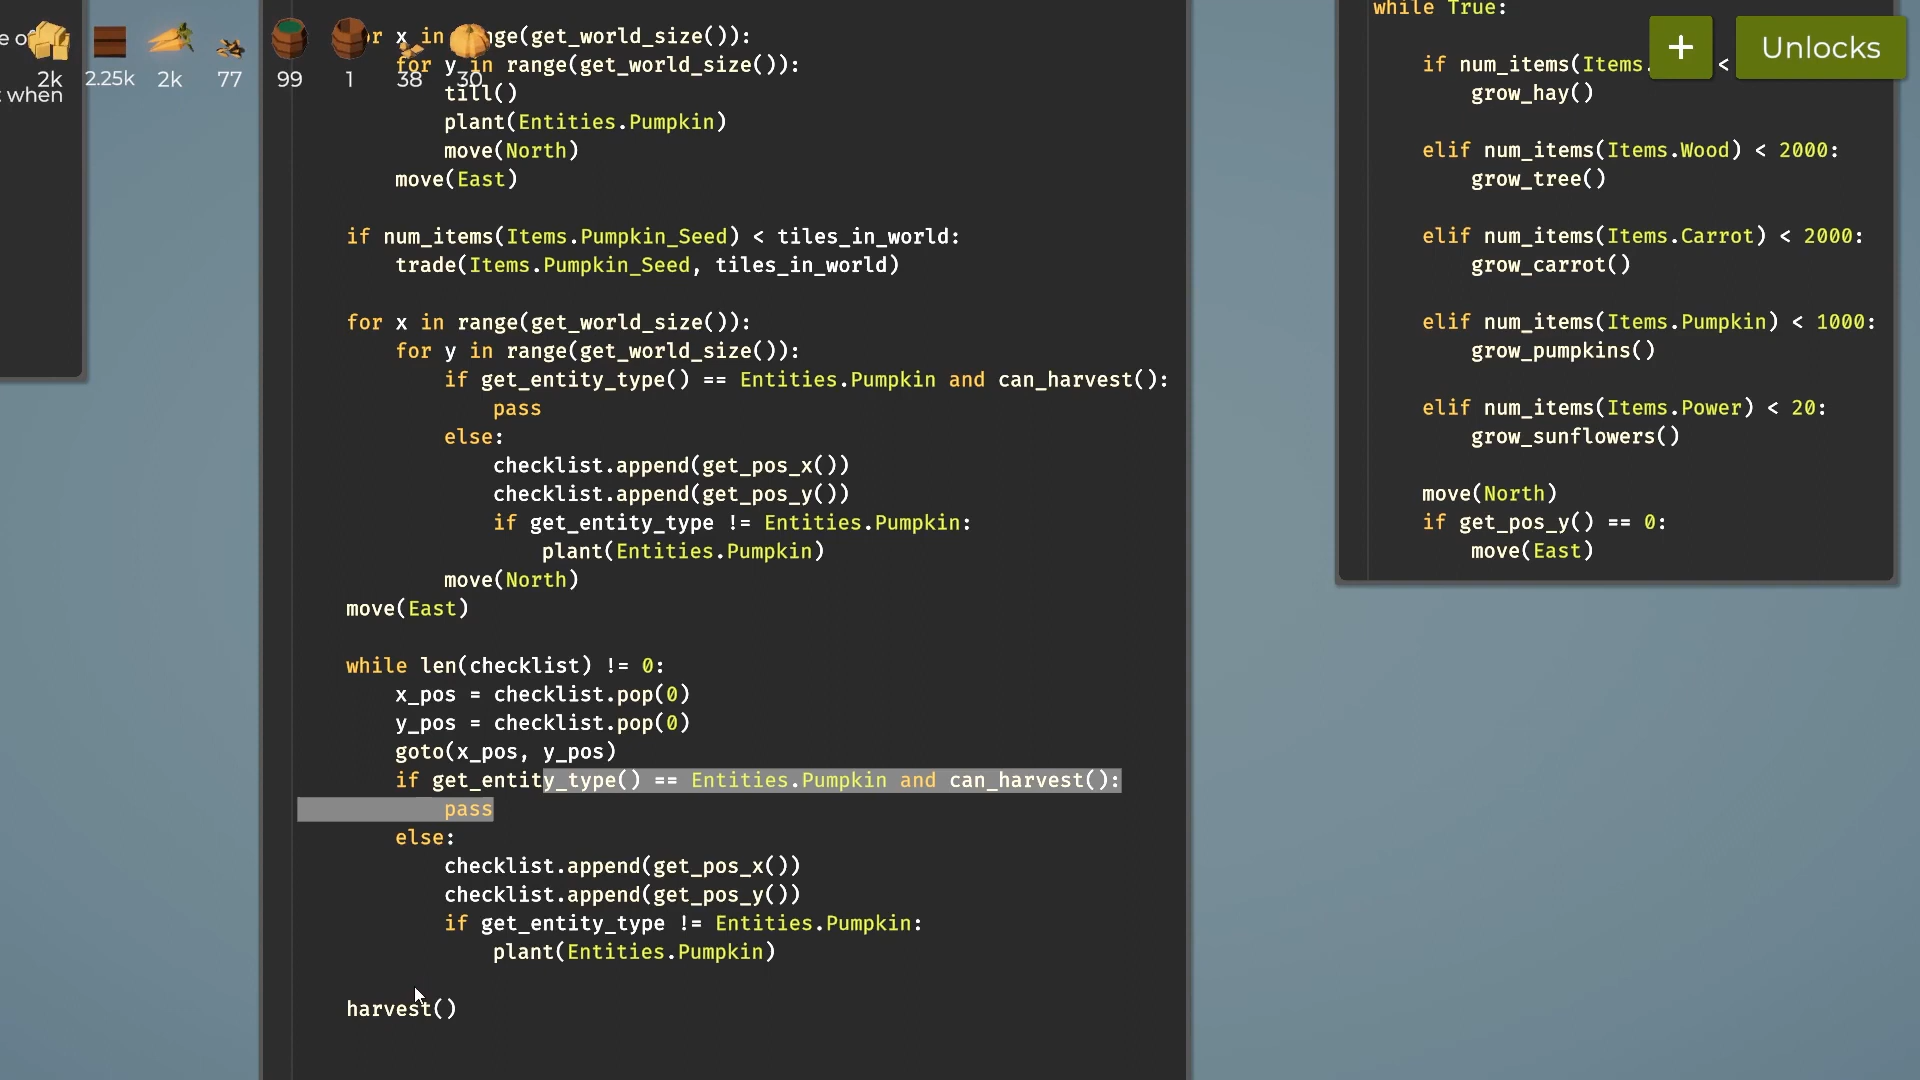 e o
t when
2k
2.25k
2k
77
99
1
38
30
+
Unlocks
r x in nge(get_world_size()):
for y in range(get_world_size()):
till()
plant(Entities.Pumpkin)
move(North)
move(East)
if num_items(Items.Pumpkin_Seed) < tiles_in_world:
trade(Items.Pumpkin_Seed, tiles_in_world)
for x in range(get_world_size()):
for y in range(get_world_size()):
if get_entity_type() == Entities.Pumpkin and can_harvest():
pass
else:
checklist.append(get_pos_x())
checklist.append(get_pos_y())
if get_entity_type != Entities.Pumpkin:
plant(Entities.Pumpkin)
move(North)
move(East)
while len(checklist) != 0:
x_pos = checklist.pop(0)
y_pos = checklist.pop(0)
goto(x_pos, y_pos)
if get_entity_type() == Entities.Pumpkin and can_harvest():
pass
else:
checklist.append(get_pos_x())
checklist.append(get_pos_y())
if get_entity_type != Entities.Pumpkin:
plant(Entities.Pumpkin)
harvest()
while True:
if num_items(Items. <
grow_hay()
elif num_items(Items.Wood) < 2000:
grow_tree()
elif num_items(Items.Carrot) < 2000:
grow_carrot()
elif num_items(Items.Pumpkin) < 1000:
grow_pumpkins()
elif num_items(Items.Power) < 20:
grow_sunflowers()
move(North)
if get_pos_y() == 0:
move(East)